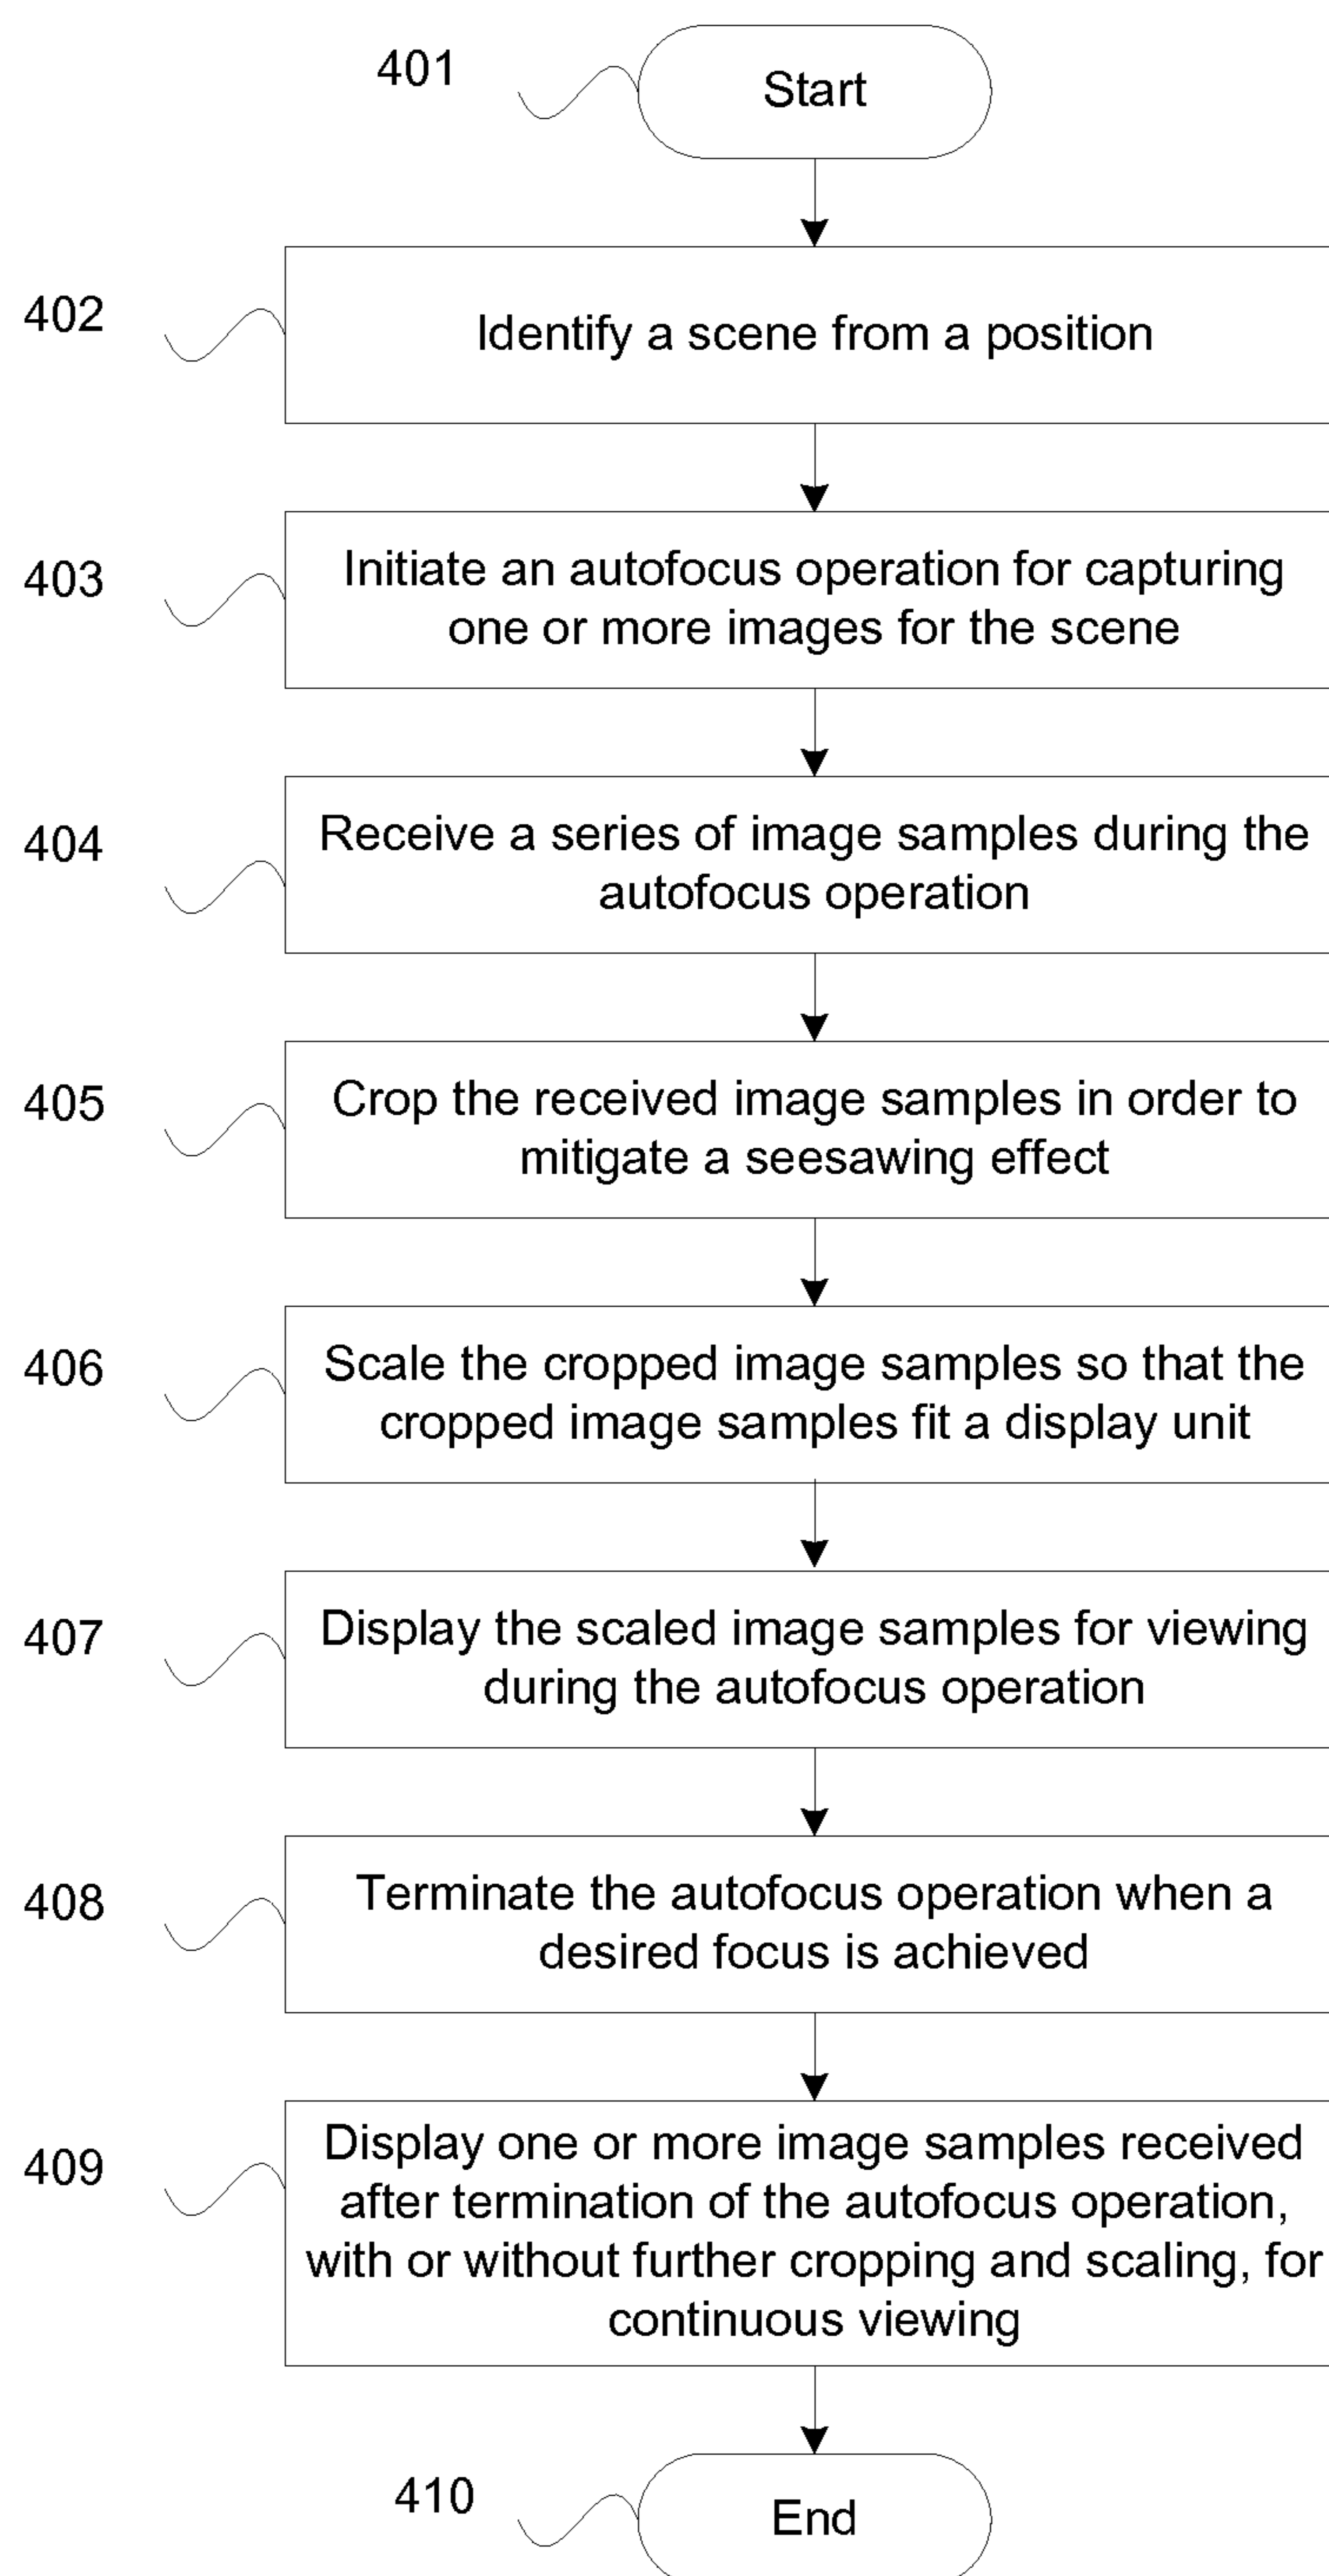 401
Start
402
Identify a scene from a position
403
Initiate an autofocus operation for capturing
one or more images for the scene
404
Receive a series of image samples during the
autofocus operation
405
Crop the received image samples in order to
mitigate a seesawing effect
406
Scale the cropped image samples so that the
cropped image samples fit a display unit
407
Display the scaled image samples for viewing
during the autofocus operation
408
Terminate the autofocus operation when a
desired focus is achieved
409
Display one or more image samples received
after termination of the autofocus operation,
with or without further cropping and scaling, for
continuous viewing
410
End